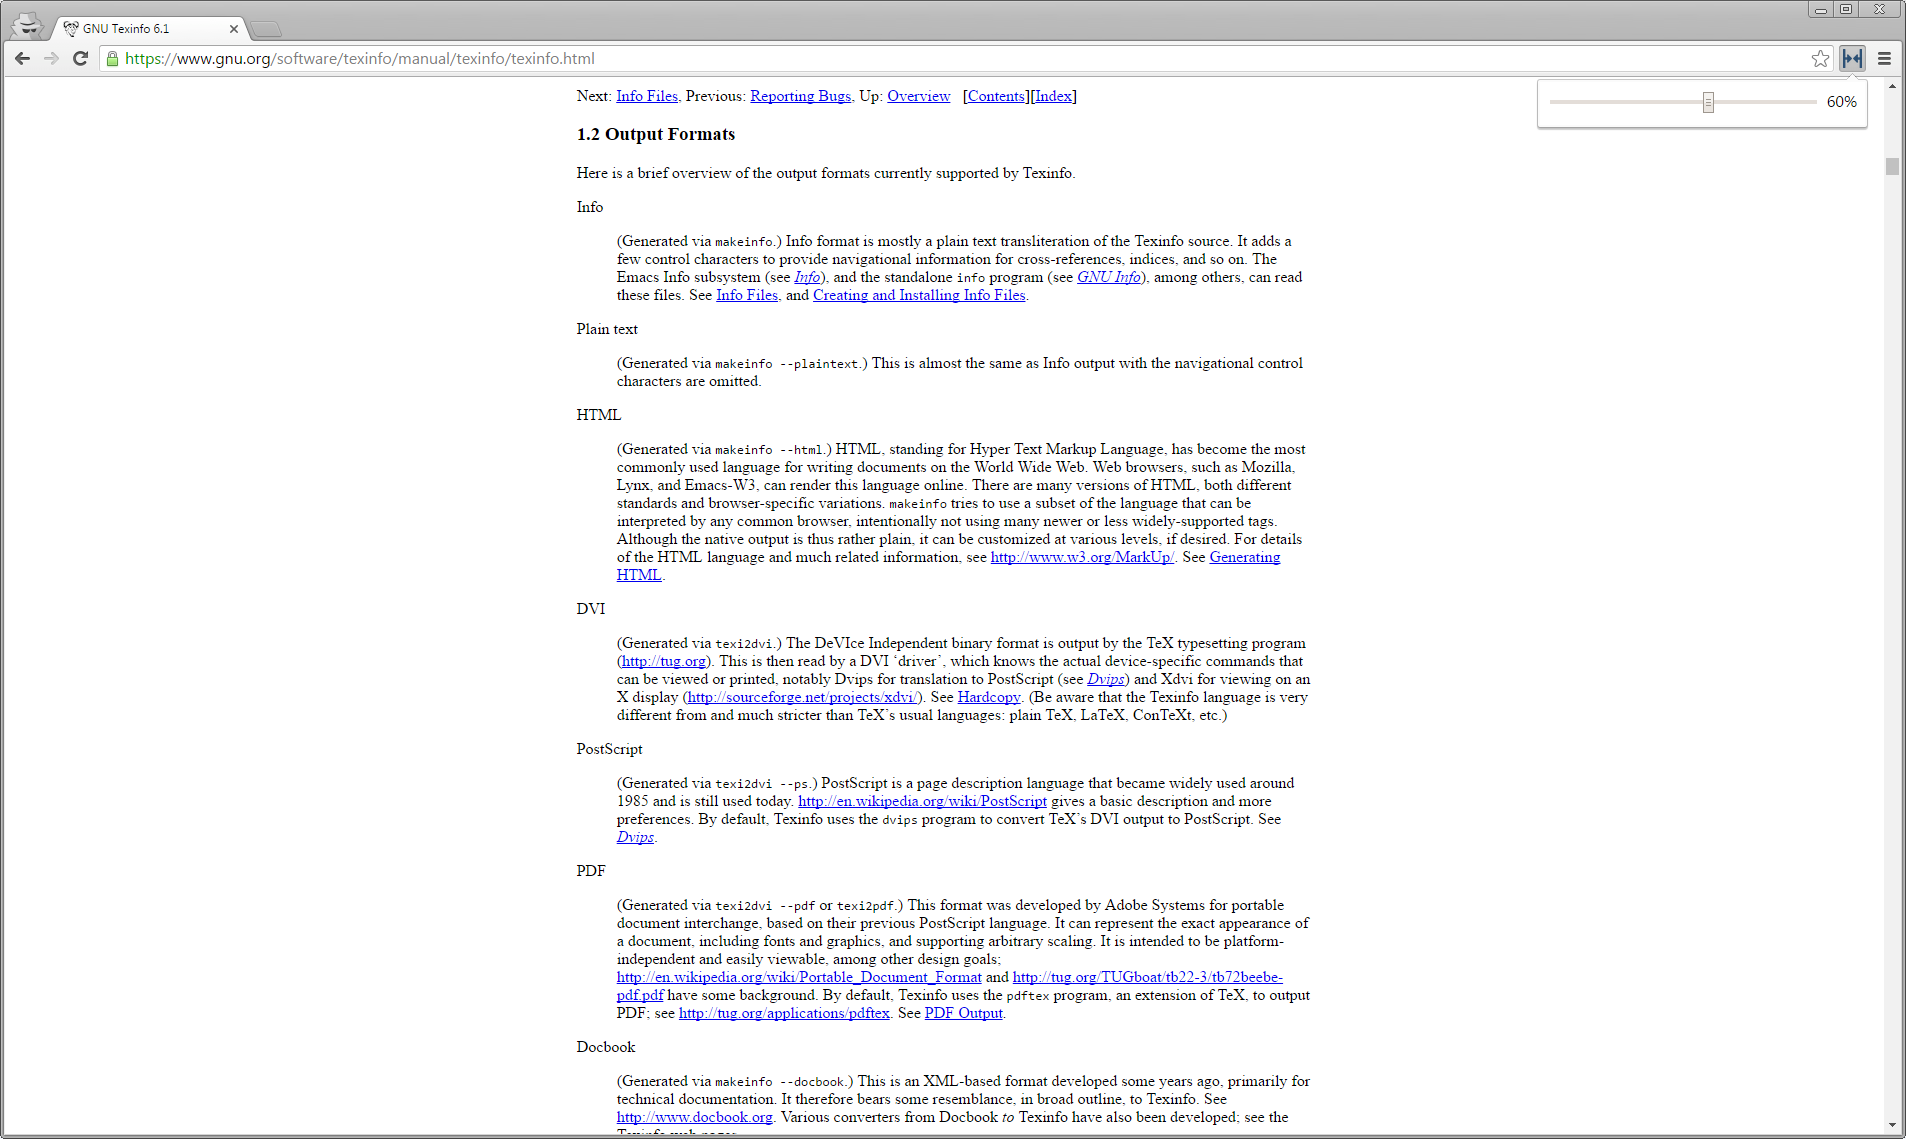 GNU Texinfo 6.1
https://www.gnu.org/software/texinfo/manual/texinfo/texinfo.html
60%
Next: Info Files, Previous: Reporting Bugs, Up: Overview   [Contents][Index]
1.2 Output Formats
Here is a brief overview of the output formats currently supported by Texinfo.
Info
(Generated via makeinfo.) Info format is mostly a plain text transliteration of the Texinfo source. It adds a
few control characters to provide navigational information for cross-references, indices, and so on. The
Emacs Info subsystem (see Info), and the standalone info program (see GNU Info), among others, can read
these files. See Info Files, and Creating and Installing Info Files.
Plain text
(Generated via makeinfo --plaintext.) This is almost the same as Info output with the navigational control
characters are omitted.
HTML
(Generated via makeinfo --html.) HTML, standing for Hyper Text Markup Language, has become the most
commonly used language for writing documents on the World Wide Web. Web browsers, such as Mozilla,
Lynx, and Emacs-W3, can render this language online. There are many versions of HTML, both different
standards and browser-specific variations. makeinfo tries to use a subset of the language that can be
interpreted by any common browser, intentionally not using many newer or less widely-supported tags.
Although the native output is thus rather plain, it can be customized at various levels, if desired. For details
of the HTML language and much related information, see http://www.w3.org/MarkUp/. See Generating
HTML.
DVI
(Generated via texi2dvi.) The DeVIce Independent binary format is output by the TeX typesetting program
(http://tug.org). This is then read by a DVI ‘driver’, which knows the actual device-specific commands that
can be viewed or printed, notably Dvips for translation to PostScript (see Dvips) and Xdvi for viewing on an
X display (http://sourceforge.net/projects/xdvi/). See Hardcopy. (Be aware that the Texinfo language is very
different from and much stricter than TeX’s usual languages: plain TeX, LaTeX, ConTeXt, etc.)
PostScript
(Generated via texi2dvi --ps.) PostScript is a page description language that became widely used around
1985 and is still used today. http://en.wikipedia.org/wiki/PostScript gives a basic description and more
preferences. By default, Texinfo uses the dvips program to convert TeX’s DVI output to PostScript. See
Dvips.
PDF
(Generated via texi2dvi --pdf or texi2pdf.) This format was developed by Adobe Systems for portable
document interchange, based on their previous PostScript language. It can represent the exact appearance of
a document, including fonts and graphics, and supporting arbitrary scaling. It is intended to be platform-
independent and easily viewable, among other design goals;
http://en.wikipedia.org/wiki/Portable_Document_Format and http://tug.org/TUGboat/tb22-3/tb72beebe-
pdf.pdf have some background. By default, Texinfo uses the pdftex program, an extension of TeX, to output
PDF; see http://tug.org/applications/pdftex. See PDF Output.
Docbook
(Generated via makeinfo --docbook.) This is an XML-based format developed some years ago, primarily for
technical documentation. It therefore bears some resemblance, in broad outline, to Texinfo. See
http://www.docbook.org. Various converters from Docbook to Texinfo have also been developed; see the